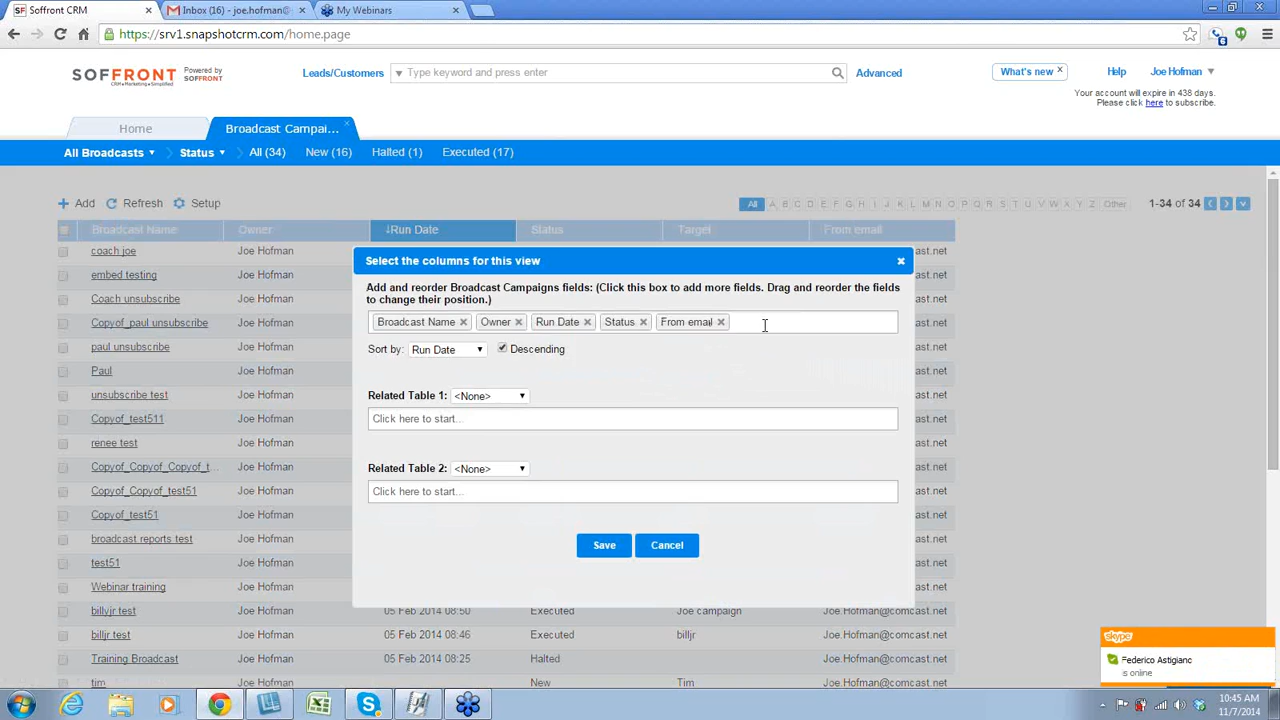 Soffront CRM
Inbox (16) - joe.hofman@
My Webinars
https://srv1.snapshotcrm.com/home.page
6
SOFFRONT
CRM+Marketing+Simplified
Powered by
SOFFRONT
Leads/Customers
Type keyword and press enter
Advanced
What's new x
Help
Joe Hofman
Your account will expire in 438 days.
Please click here to subscribe.
Home
Broadcast Campai...
All Broadcasts
Status
All (34)
New (16)
Halted (1)
Executed (17)
Add
Refresh
Setup
All A B C D E F G H I J K L M N O P Q R S T U V W X Y Z Other
1-34 of 34
Broadcast Name Owner Run Date Status Target From email
coach joe Joe Hofman ast.net
embed testing Joe Hofman ast.net
Coach unsubscribe Joe Hofman ast.net
Copyof_paul unsubscribe Joe Hofman ast.net
paul unsubscribe Joe Hofman ast.net
Paul Joe Hofman ast.net
unsubscribe test Joe Hofman ast.net
Copyof_test511 Joe Hofman ast.net
renee test Joe Hofman ast.net
Copyof_Copyof_Copyof_t... Joe Hofman ast.net
Copyof_Copyof_test51 Joe Hofman ast.net
Copyof_test51 Joe Hofman ast.net
broadcast reports test Joe Hofman ast.net
test51 Joe Hofman ast.net
Webinar training Joe Hofman ast.net
billyjr test Joe Hofman 05 Feb 2014 08:50 Executed Joe campaign Joe.Hofman@comcast.net
billjr test Joe Hofman 05 Feb 2014 08:46 Executed billjr Joe.Hofman@comcast.net
Training Broadcast Joe Hofman 05 Feb 2014 08:25 Halted Joe.Hofman@comcast.net
tim Joe Hofman New Tim Joe.Hofman@comcast.net
Select the columns for this view
Add and reorder Broadcast Campaigns fields: (Click this box to add more fields. Drag and reorder the fields
to change their position.)
Broadcast Name Owner Run Date Status From email
Sort by: Run Date Descending
Related Table 1: <None>
Click here to start...
Related Table 2: <None>
Click here to start...
Save Cancel
skype
Federico Astigianc
is online
10:45 AM
11/7/2014